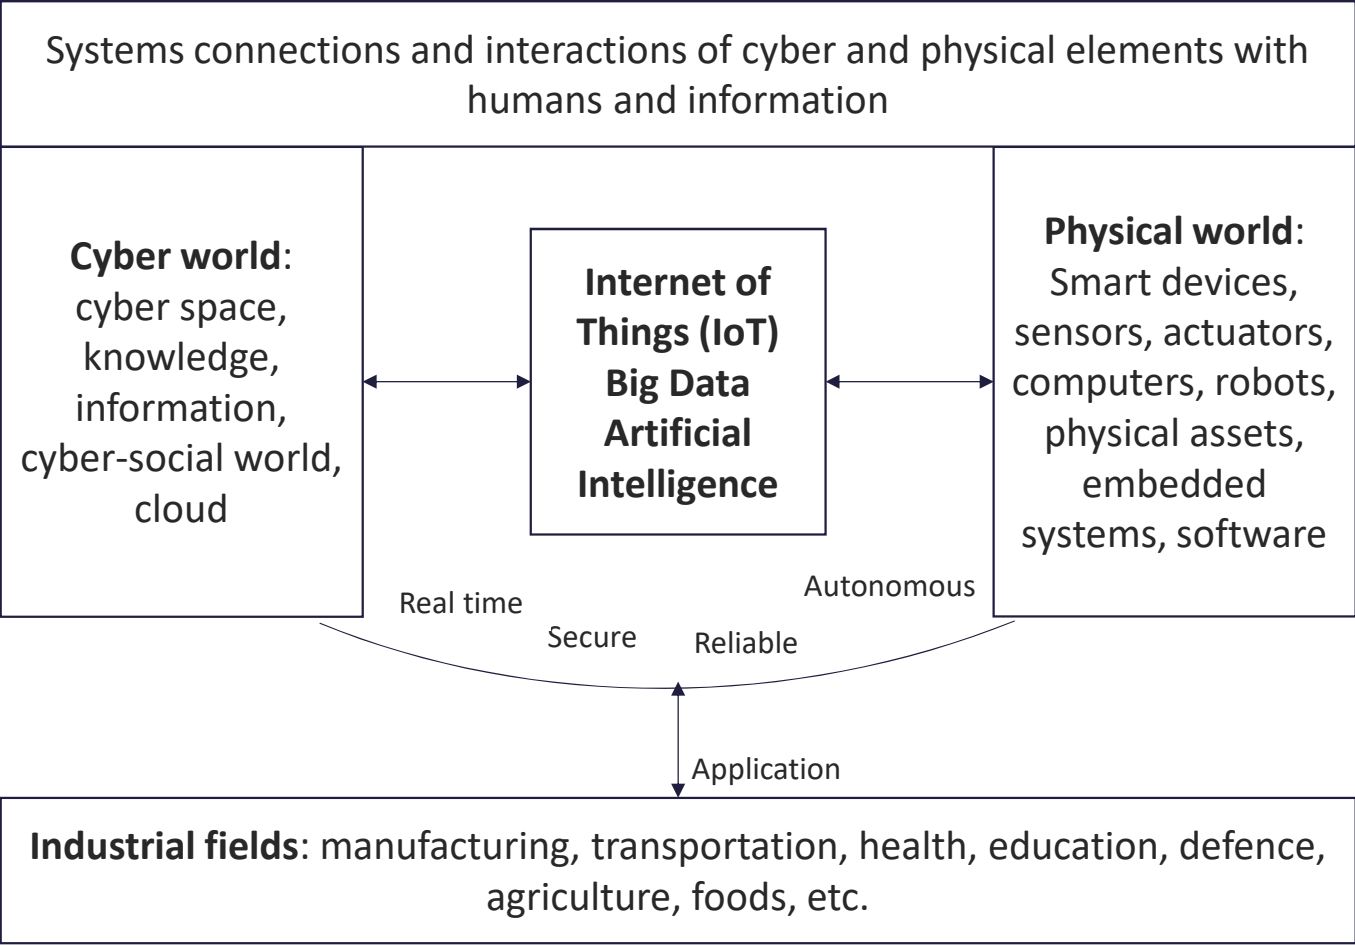 Systems connections and interactions of cyber and physical elements with
humans and information
Cyber world:
cyber space,
knowledge,
information,
cyber-social world,
cloud
Internet of
Things (IoT)
Big Data
Artificial
Intelligence
Physical world:
Smart devices,
sensors, actuators,
computers, robots,
physical assets,
embedded
systems, software
Real time
Secure
Reliable
Autonomous
Application
Industrial fields: manufacturing, transportation, health, education, defence,
agriculture, foods, etc.